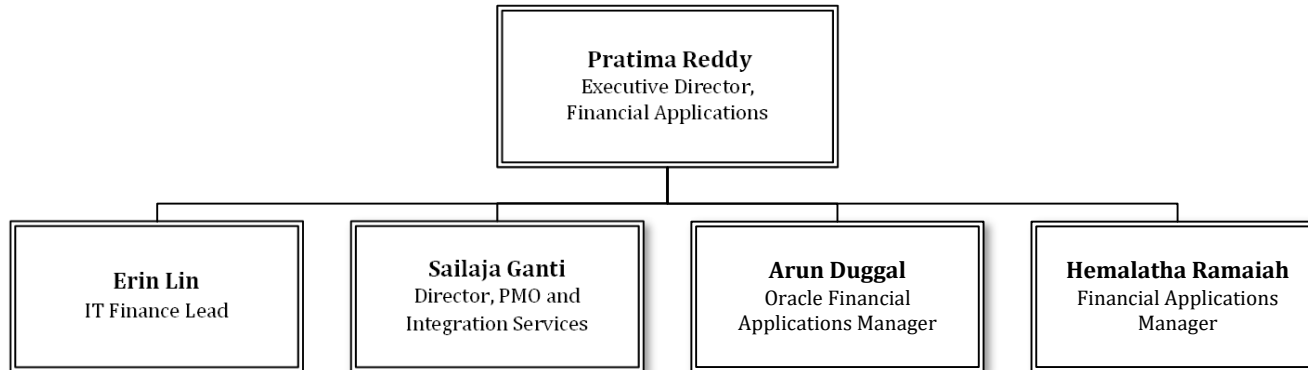 Pratima Reddy
Executive Director,
Financial Applications
Erin Lin
IT Finance Lead
Sailaja Ganti
Director, PMO and
Integration Services
Arun Duggal
Oracle Financial
Applications Manager
Hemalatha Ramaiah
Financial Applications
Manager